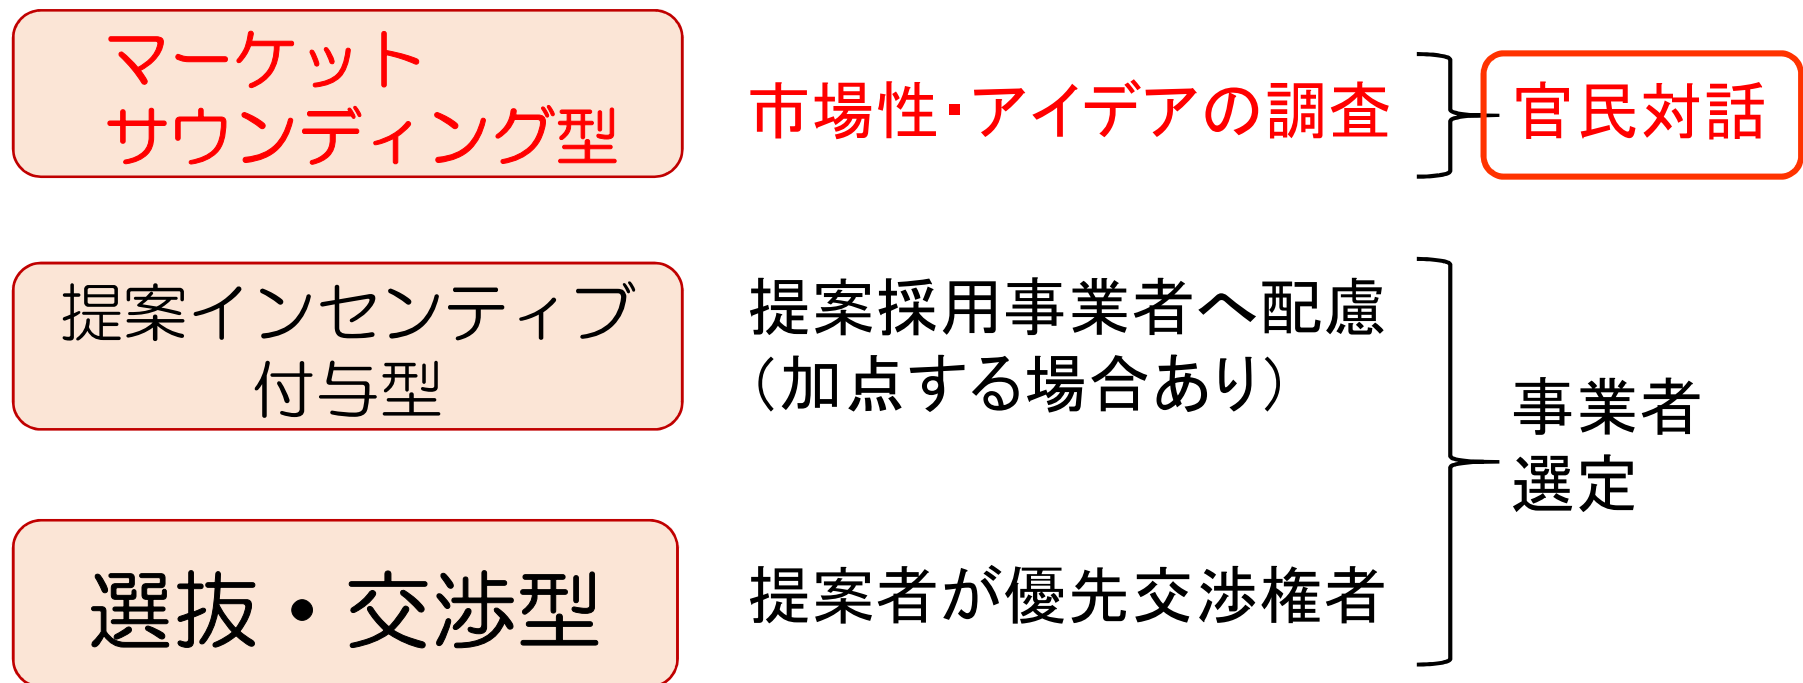 マーケット
サウンディング型
市場性・アイデアの調査
官民対話
提案インセンティブ
付与型
提案採用事業者へ配慮
（加点する場合あり）
事業者
選定
選抜・交渉型
提案者が優先交渉権者